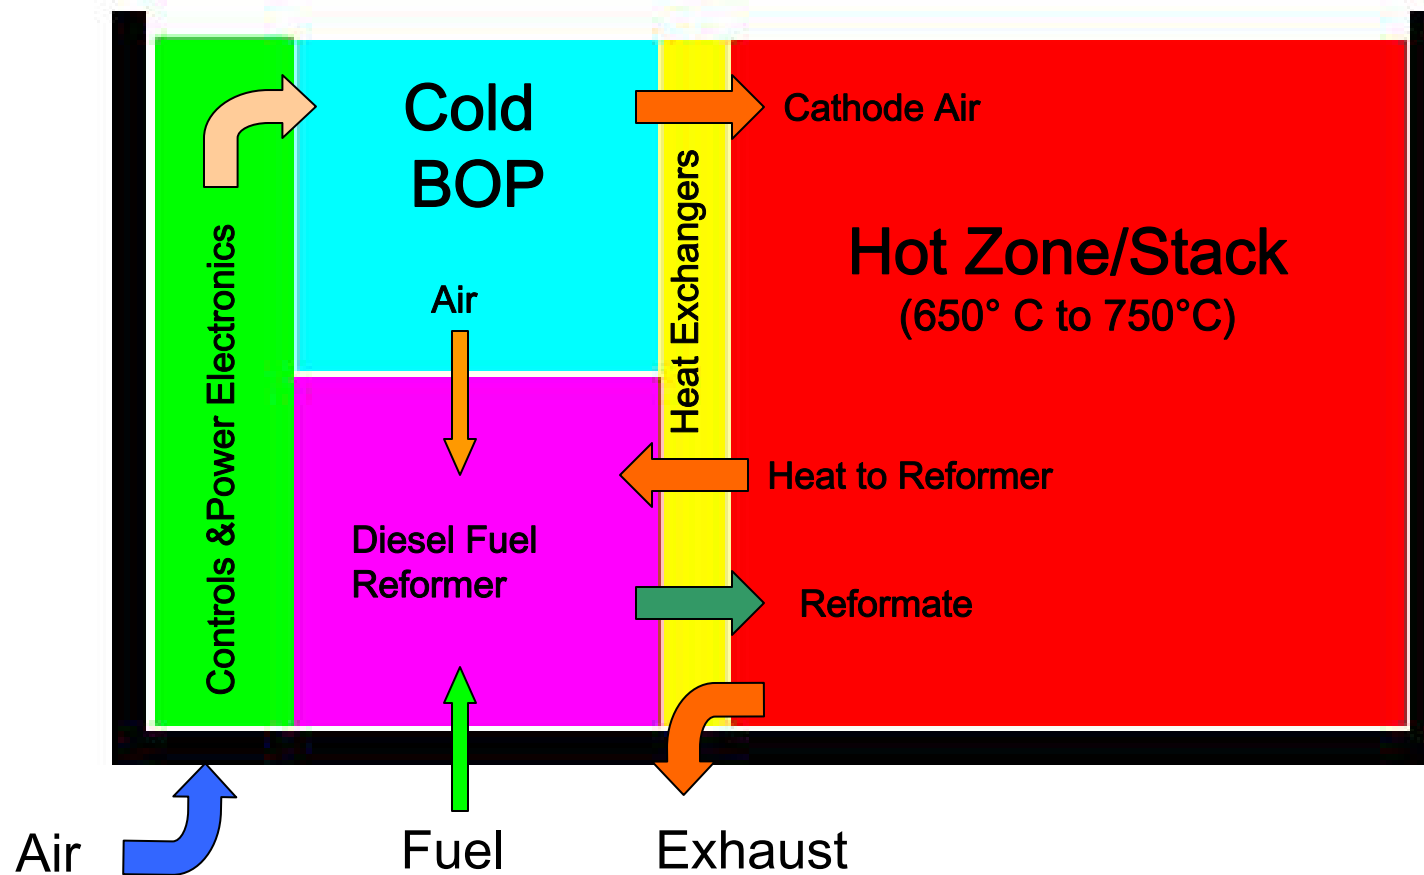 Cold
BOP
Cathode Air
Heat Exchangers
Hot Zone/Stack
(650° C to 750°C)
Air
Controls &Power Electronics
Heat to Reformer
Diesel Fuel
Reformer
Reformate
Air
Fuel
Exhaust